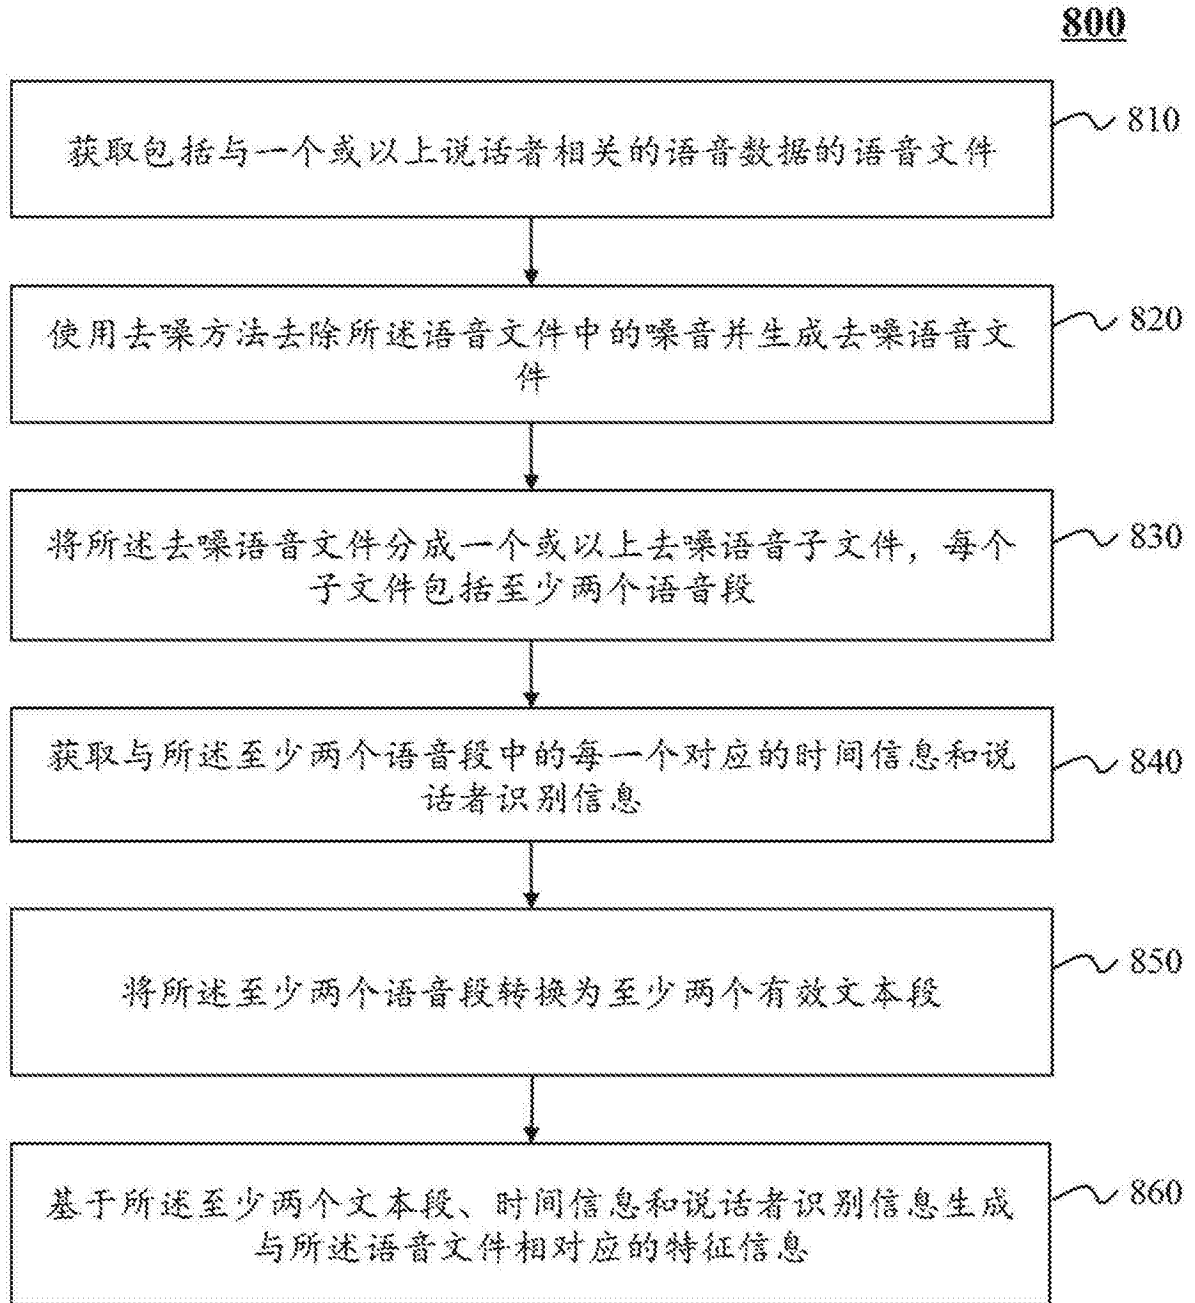 800
获取包括与一个或以上说话者相关的语音数据的语音文件
810
使用去噪方法去除所述语音文件中的噪音并生成去噪语音文
件
820
将所述去噪语音文件分成一个或以上去噪语音子文件，每个
子文件包括至少两个语音段
830
获取与所述至少两个语音段中的每一个对应的时间信息和说
话者识别信息
840
将所述至少两个语音段转换为至少两个有效文本段
850
基于所述至少两个文本段、时间信息和说话者识别信息生成
与所述语音文件相对应的特征信息
860